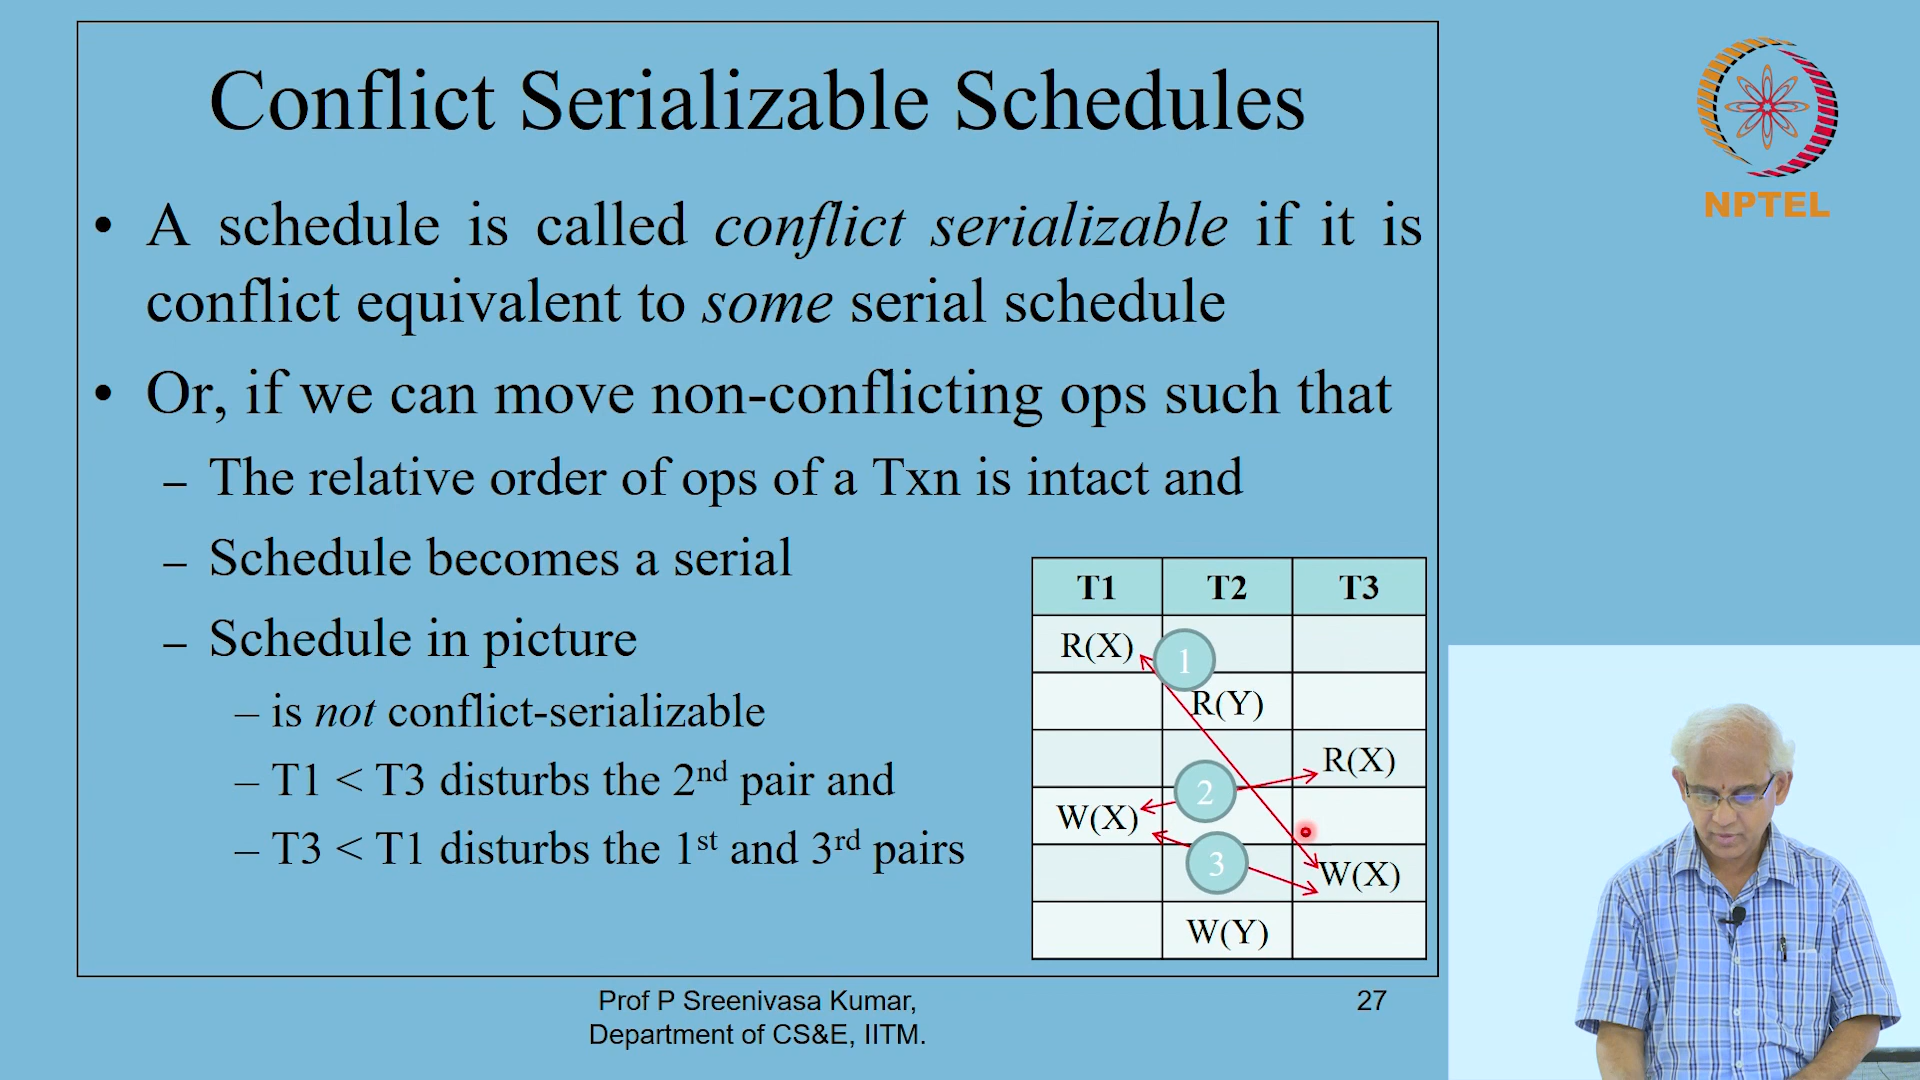 Conflict Serializable Schedules
NPTEL
• A schedule is called conflict serializable if it is
conflict equivalent to some serial schedule
• Or, if we can move non-conflicting ops such that
– The relative order of ops of a Txn is intact and
– Schedule becomes a serial
– Schedule in picture
– is not conflict-serializable
– T1 < T3 disturbs the 2nd pair and
– T3 < T1 disturbs the 1st and 3rd pairs
T1 T2 T3
R(X) 1
R(Y)
R(X)
2
W(X)
3 W(X)
W(Y)
Prof P Sreenivasa Kumar,
Department of CS&E, IITM.
27